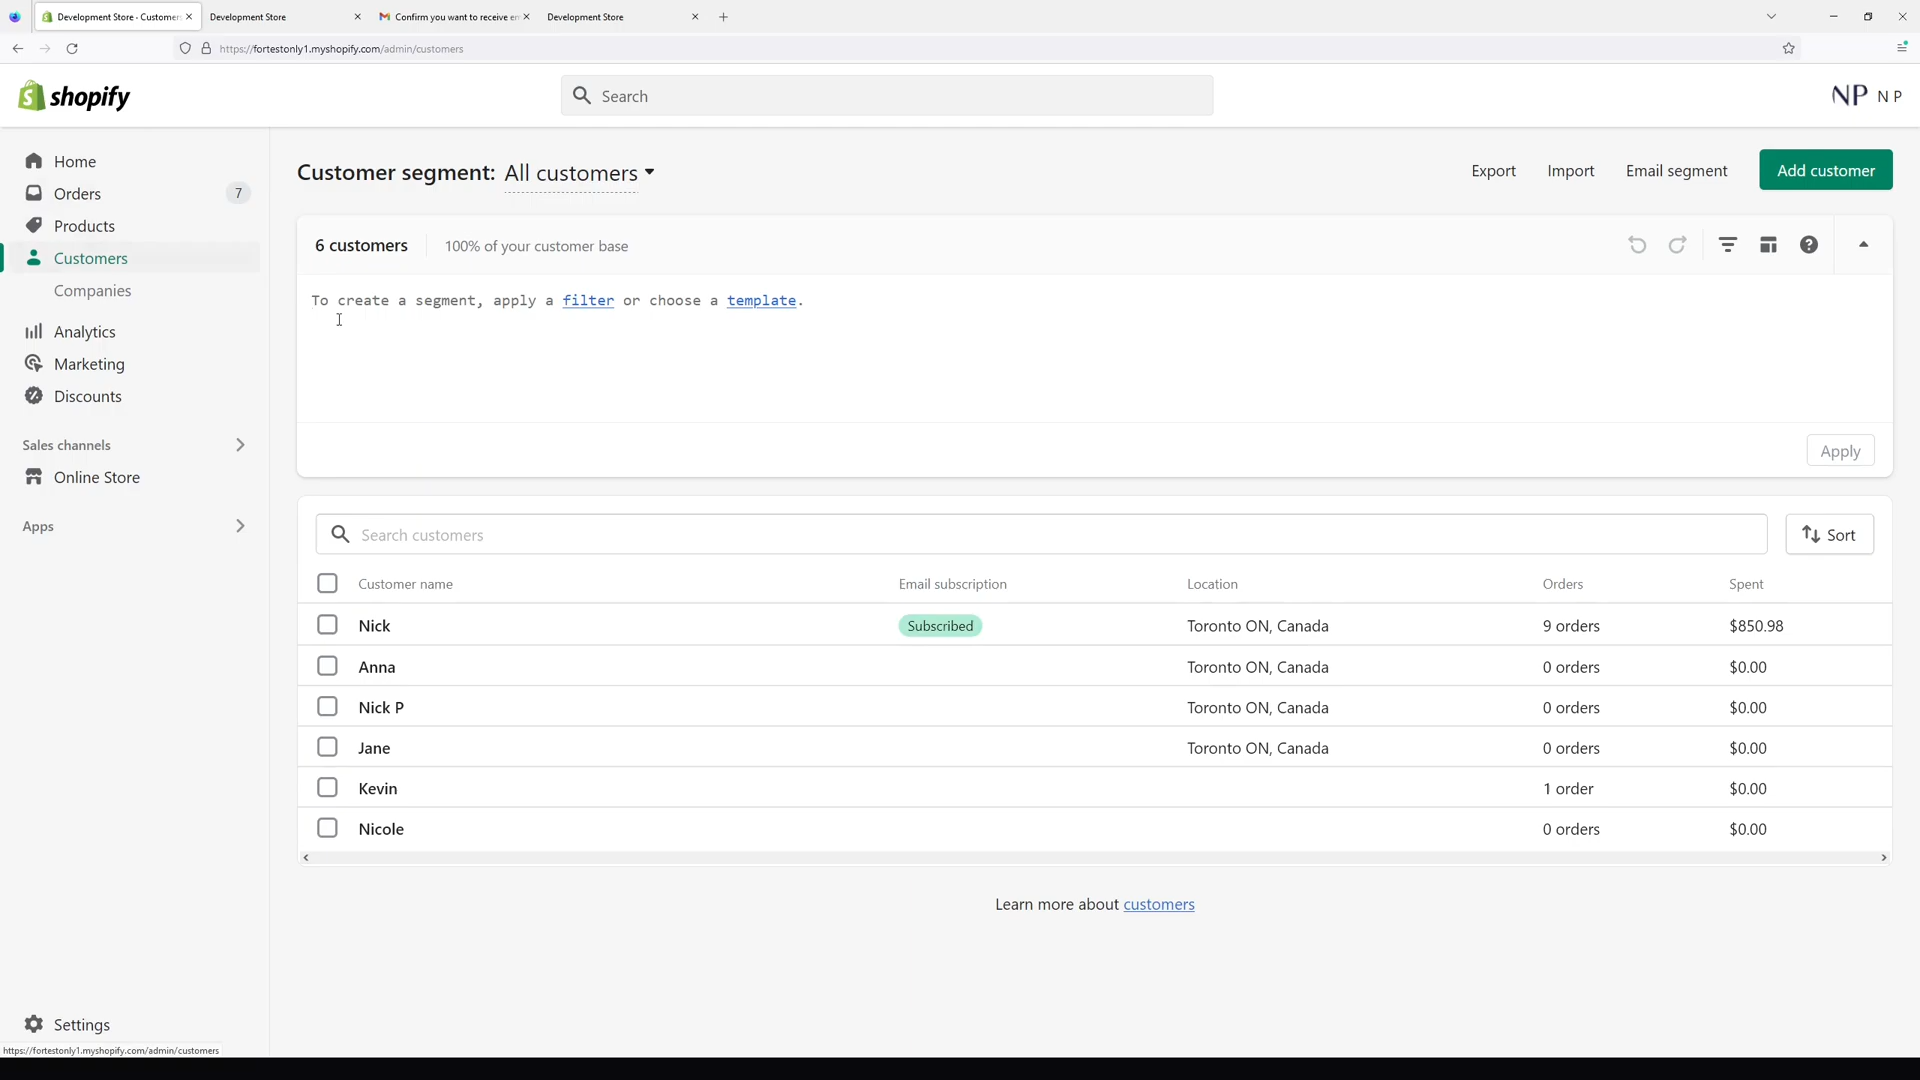 Development Store - Customers
Development Store
Confirm you want to receive em
Development Store
https://fortestonly1.myshopify.com/admin/customers
shopify
Search
NP N P
Home
Orders 7
Products
Customers
Companies
Analytics
Marketing
Discounts
Sales channels
Online Store
Apps
Settings
https://fortestonly1.myshopify.com/admin/customers
Customer segment: All customers
Export Import Email segment Add customer
6 customers 100% of your customer base
To create a segment, apply a filter or choose a template.
Apply
Search customers Sort
Customer name Email subscription Location Orders Spent
Nick Subscribed Toronto ON, Canada 9 orders $850.98
Anna Toronto ON, Canada 0 orders $0.00
Nick P Toronto ON, Canada 0 orders $0.00
Jane Toronto ON, Canada 0 orders $0.00
Kevin 1 order $0.00
Nicole 0 orders $0.00
Learn more about customers